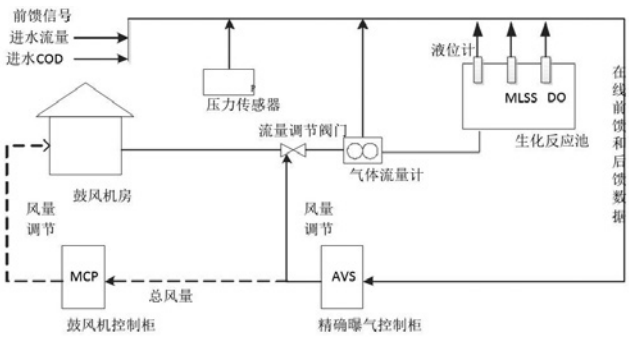 前馈信号
进水流量
进水COD
液位计
MLSS DO
P
压力传感器
流量调节阀门
生化反应池
气体流量计
鼓风机房
在线前馈和后馈数据
风量
调节
风量
调节
MCP
AVS
总风量
鼓风机控制柜
精确曝气控制柜